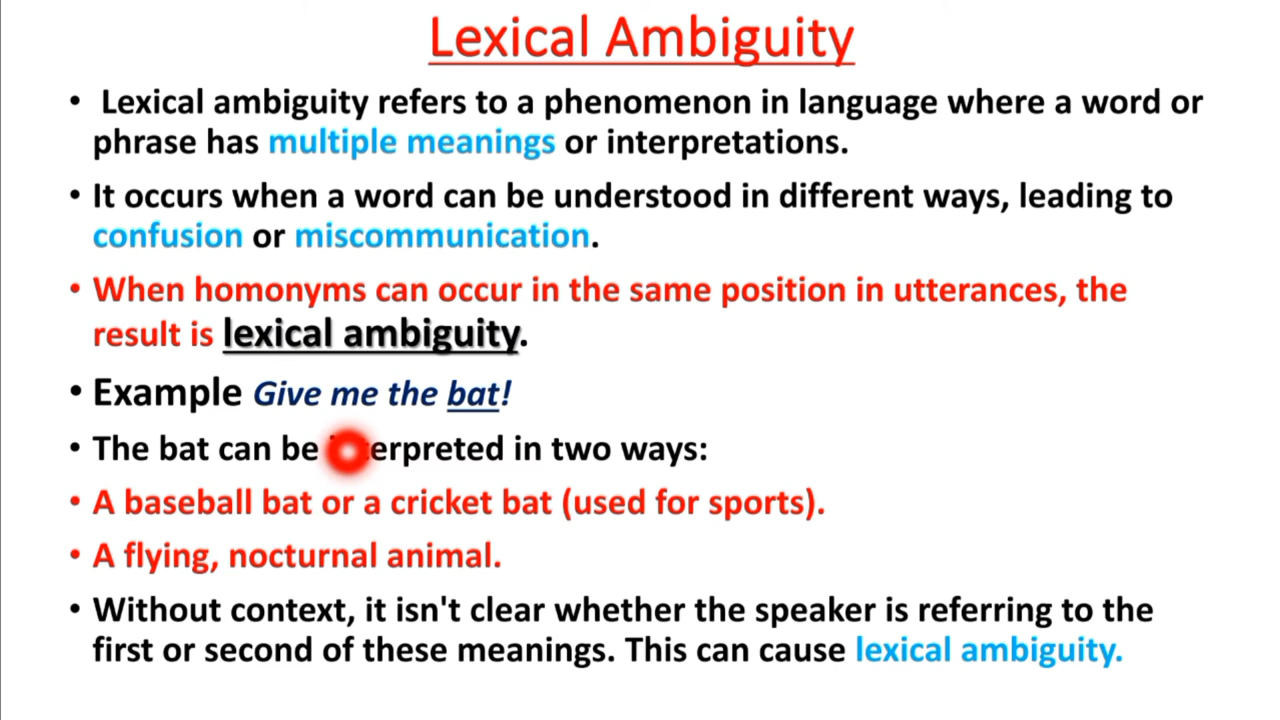 Lexical Ambiguity
• Lexical ambiguity refers to a phenomenon in language where a word or
phrase has multiple meanings or interpretations.
• It occurs when a word can be understood in different ways, leading to
confusion or miscommunication.
• When homonyms can occur in the same position in utterances, the
result is lexical ambiguity.
• Example Give me the bat!
• The bat can be interpreted in two ways:
• A baseball bat or a cricket bat (used for sports).
• A flying, nocturnal animal.
• Without context, it isn't clear whether the speaker is referring to the
first or second of these meanings. This can cause lexical ambiguity.